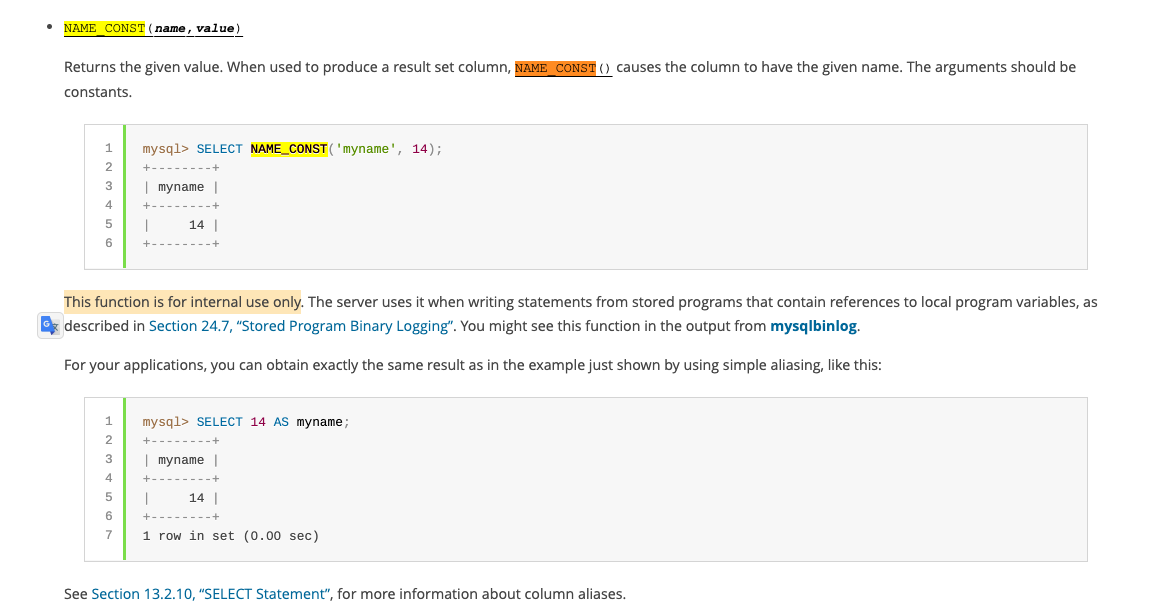 • NAME_CONST(name,value)
Returns the given value. When used to produce a result set column, NAME_CONST() causes the column to have the given name. The arguments should be
constants.
1 mysql> SELECT NAME_CONST('myname', 14);
2 +--------+
3 | myname |
4 +--------+
5 |     14 |
6 +--------+
This function is for internal use only. The server uses it when writing statements from stored programs that contain references to local program variables, as
described in Section 24.7, “Stored Program Binary Logging”. You might see this function in the output from mysqlbinlog.
For your applications, you can obtain exactly the same result as in the example just shown by using simple aliasing, like this:
1 mysql> SELECT 14 AS myname;
2 +--------+
3 | myname |
4 +--------+
5 |     14 |
6 +--------+
7 1 row in set (0.00 sec)
See Section 13.2.10, “SELECT Statement”, for more information about column aliases.